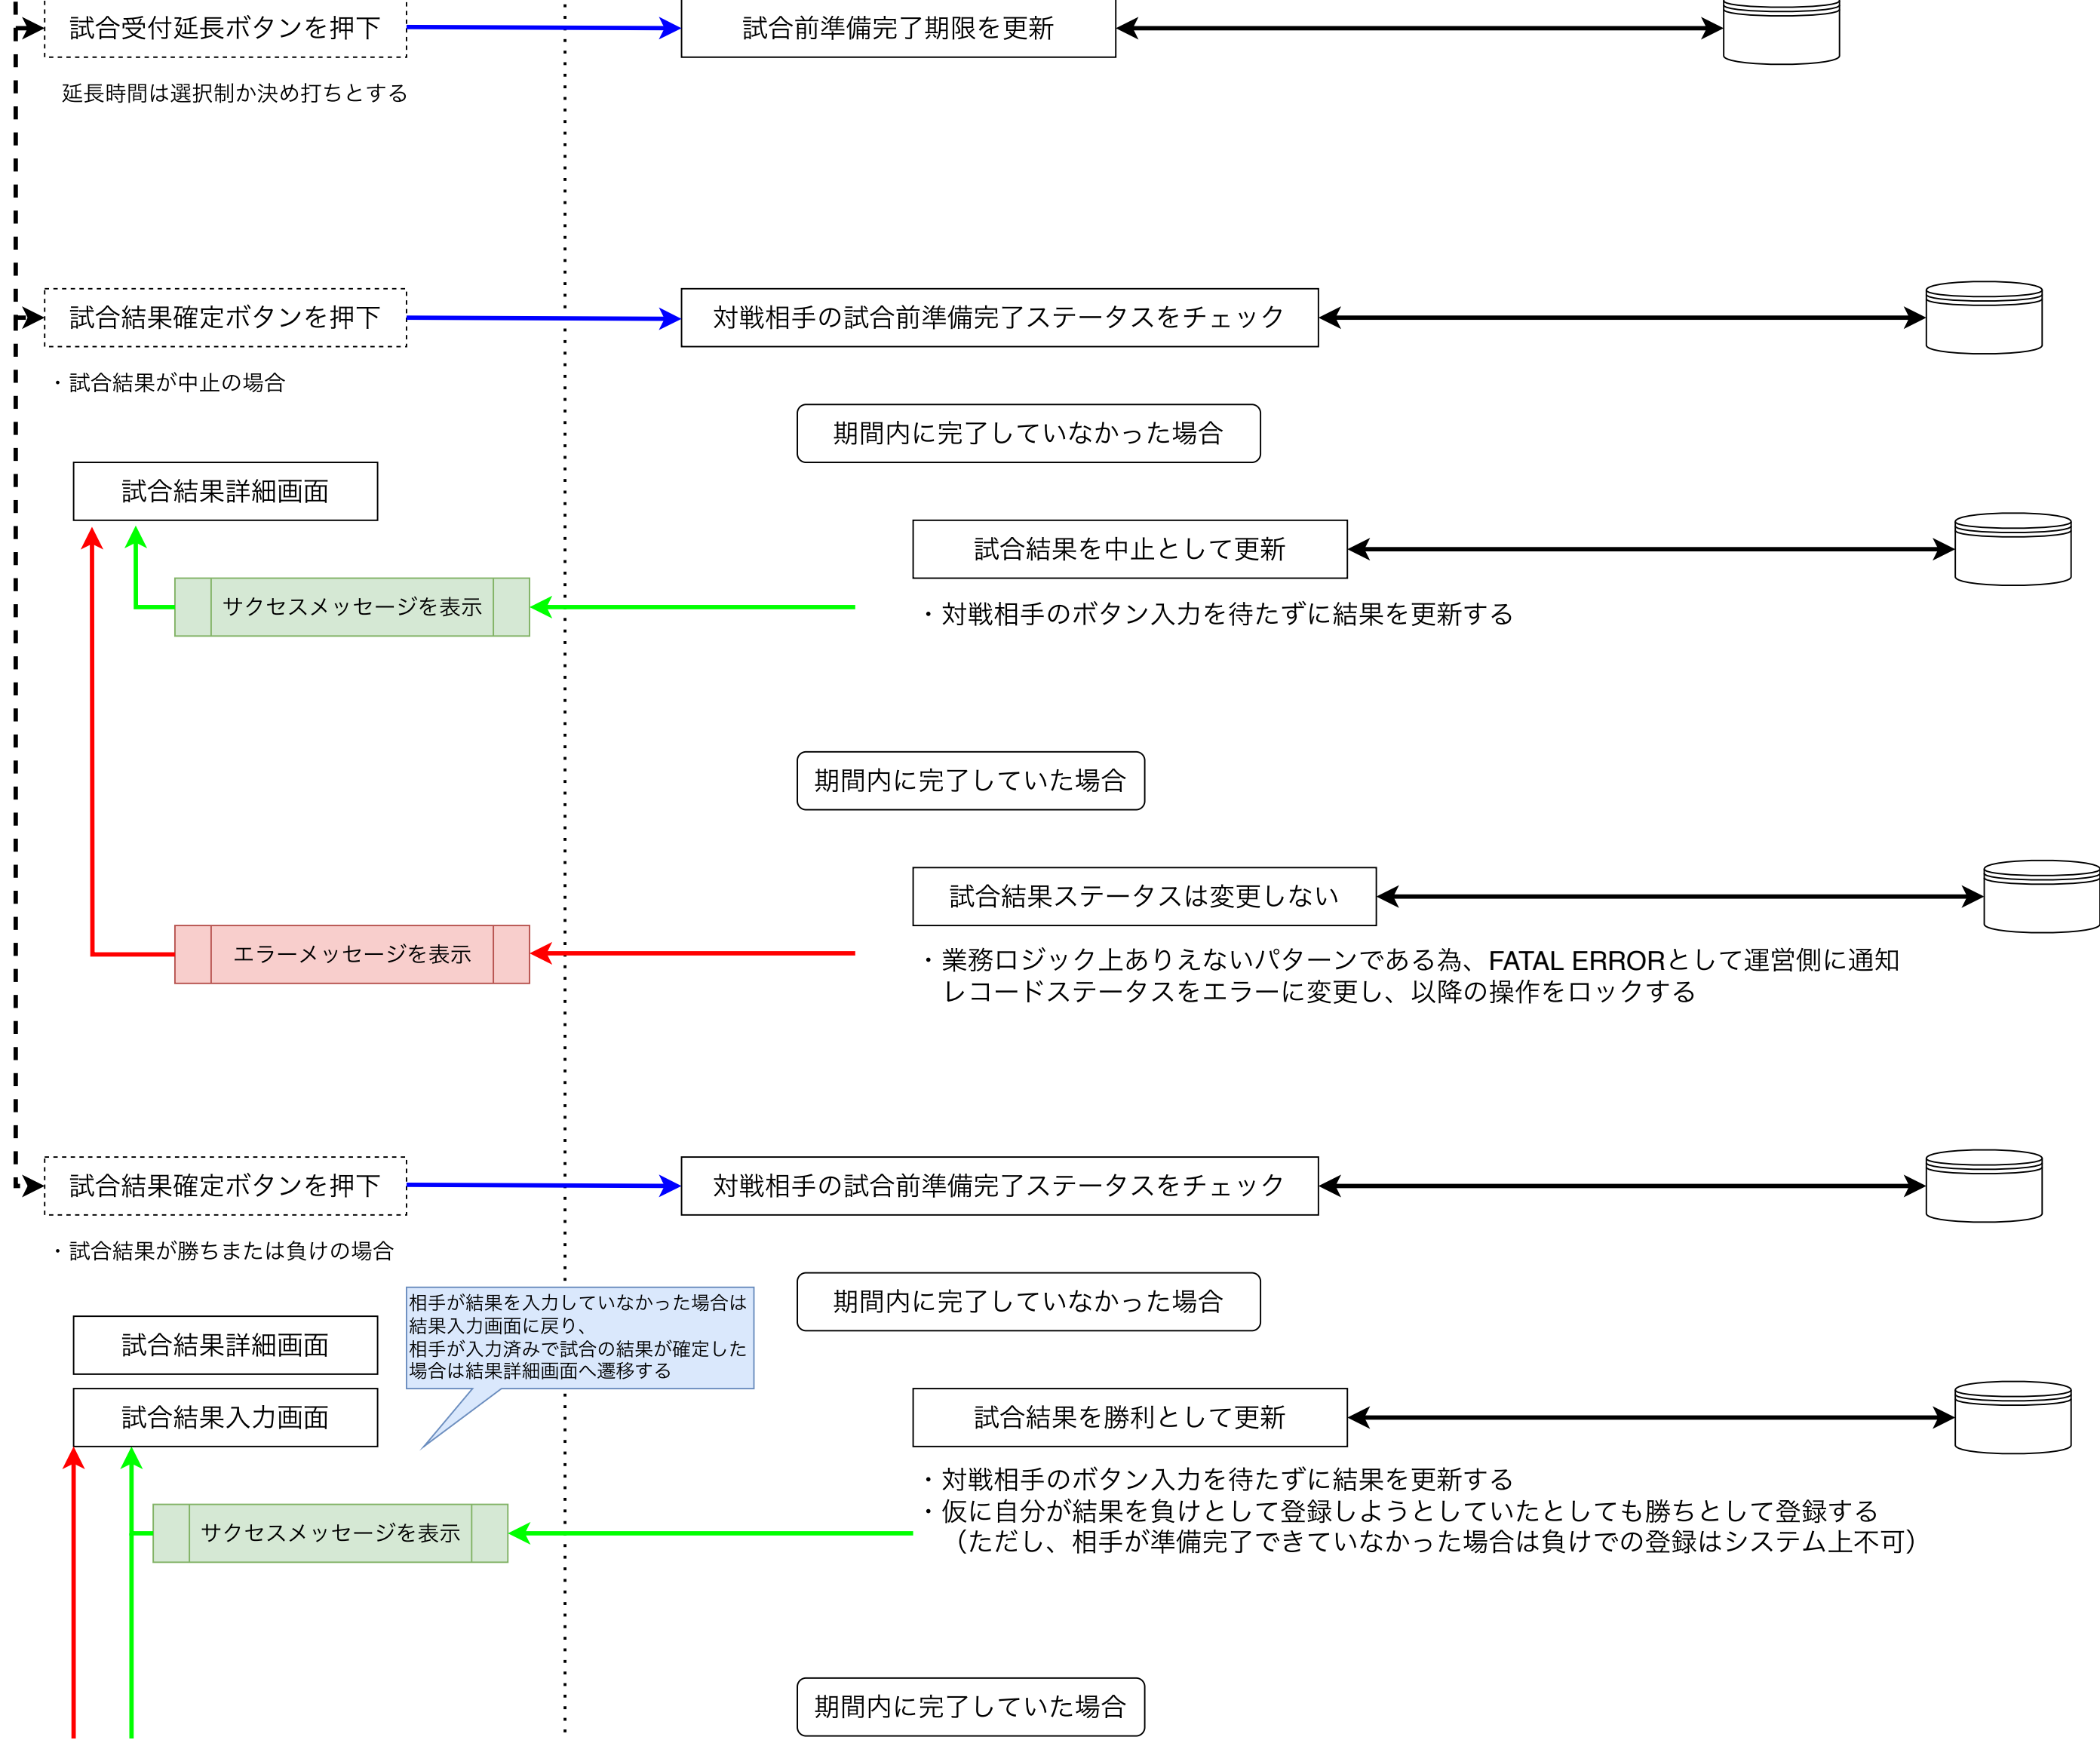 試合受付延長ボタンを押下
試合前準備完了期限を更新
延長時間は選択制か決め打ちとする
試合結果確定ボタンを押下
対戦相手の試合前準備完了ステータスをチェック
・試合結果が中止の場合
期間内に完了していなかった場合
試合結果詳細画面
試合結果を中止として更新
サクセスメッセージを表示
・対戦相手のボタン入力を待たずに結果を更新する
期間内に完了していた場合
試合結果ステータスは変更しない
エラーメッセージを表示
・業務ロジック上ありえないパターンである為、FATAL ERRORとして運営側に通知
レコードステータスをエラーに変更し、以降の操作をロックする
試合結果確定ボタンを押下
対戦相手の試合前準備完了ステータスをチェック
・試合結果が勝ちまたは負けの場合
期間内に完了していなかった場合
相手が結果を入力していなかった場合は
結果入力画面に戻り、
相手が入力済みで試合の結果が確定した
場合は結果詳細画面へ遷移する
試合結果詳細画面
試合結果入力画面
試合結果を勝利として更新
・対戦相手のボタン入力を待たずに結果を更新する
・仮に自分が結果を負けとして登録しようとしていたとしても勝ちとして登録する
（ただし、相手が準備完了できていなかった場合は負けでの登録はシステム上不可）
サクセスメッセージを表示
期間内に完了していた場合